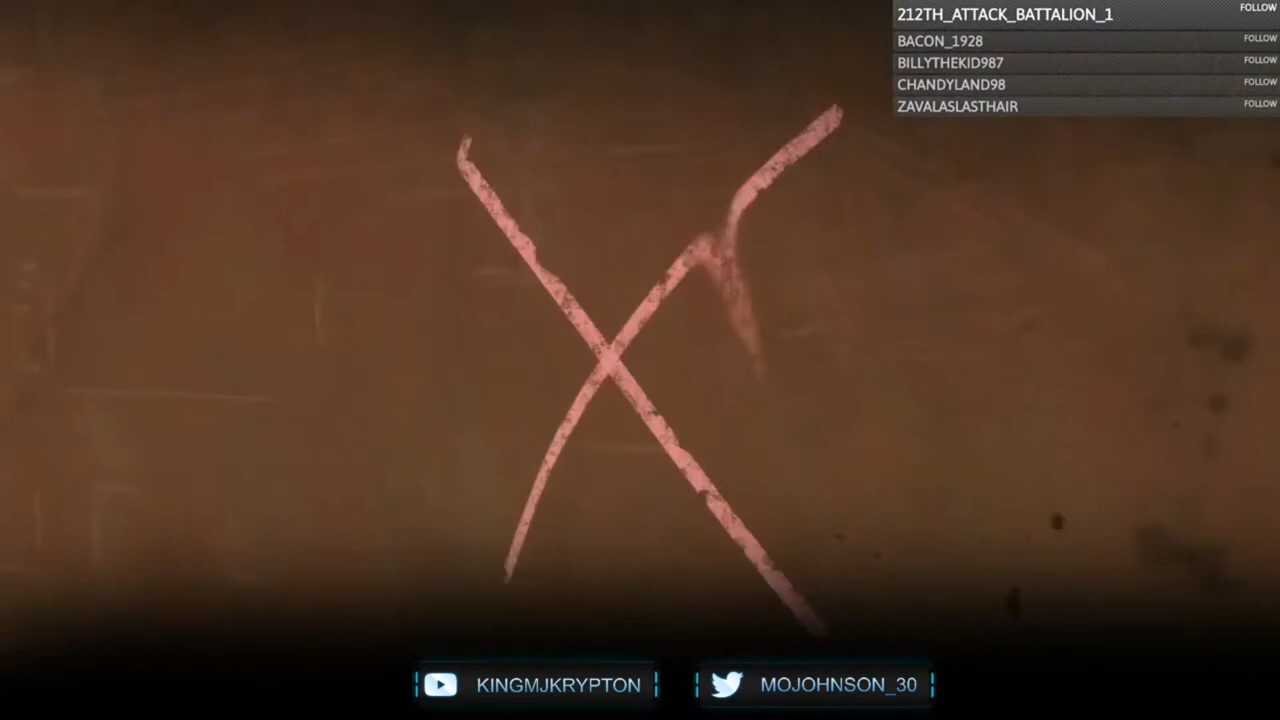 212TH_ATTACK_BATTALION_1 FOLLOW
BACON_1928 FOLLOW
BILLYTHEKID987 FOLLOW
CHANDYLAND98 FOLLOW
ZAVALASLASTHAIR FOLLOW
KINGMJKRYPTON
MOJOHNSON_30